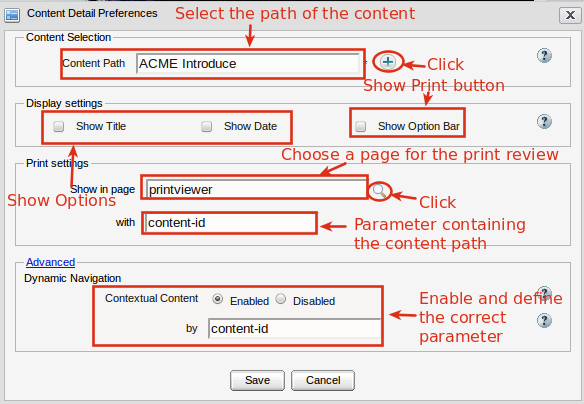 Content Detail Preferences
Select the path of the content
Content Selection
Content Path ACME Introduce *
Click
Show Print button
Display settings
Show Title Show Date Show Option Bar
Choose a page for the print review
Print settings
Show in page printviewer
Show Options
Click
with content-id
Parameter containing
the content path
Advanced
Dynamic Navigation
Contextual Content Enabled Disabled
Enable and define
the correct
parameter
by content-id
Save Cancel